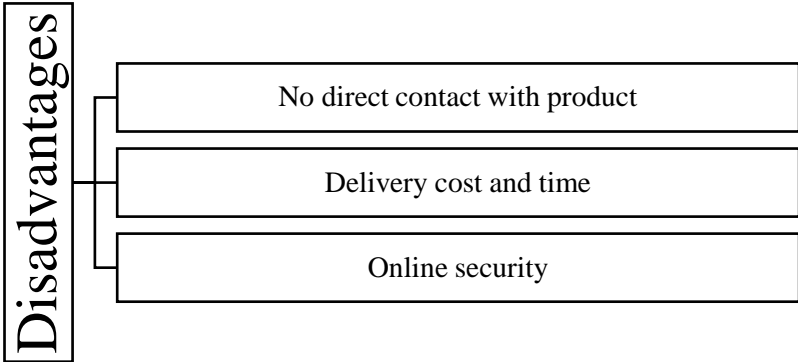 Disadvantages
No direct contact with product
Delivery cost and time
Online security